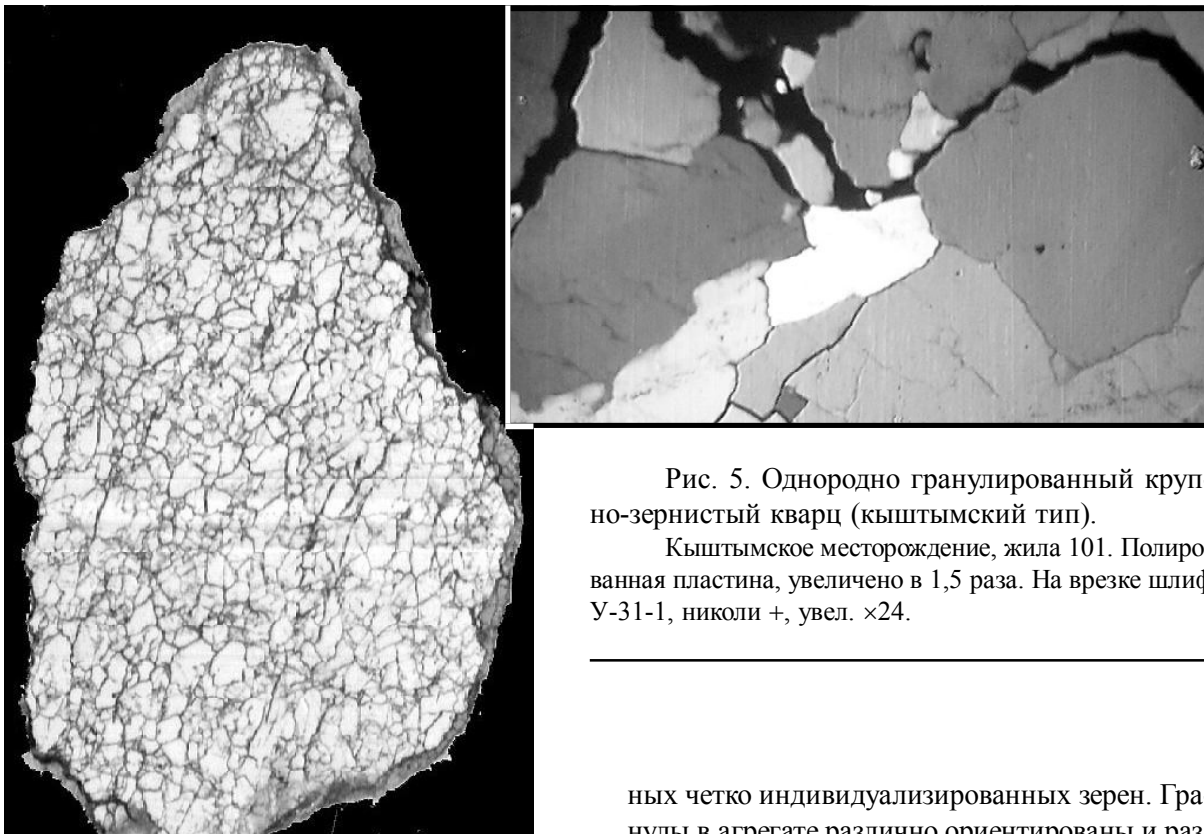 Рис. 5. Однородно гранулированный круп
но-зернистый кварц (кыштымский тип).
Кыштымское месторождение, жила 101. Полиро
ванная пластина, увеличено в 1,5 раза. На врезке шлиф
У-31-1, николи +, увел. ×24.
ных четко индивидуализированных зерен. Гра
нулы в агрегате различно ориентированы и раз